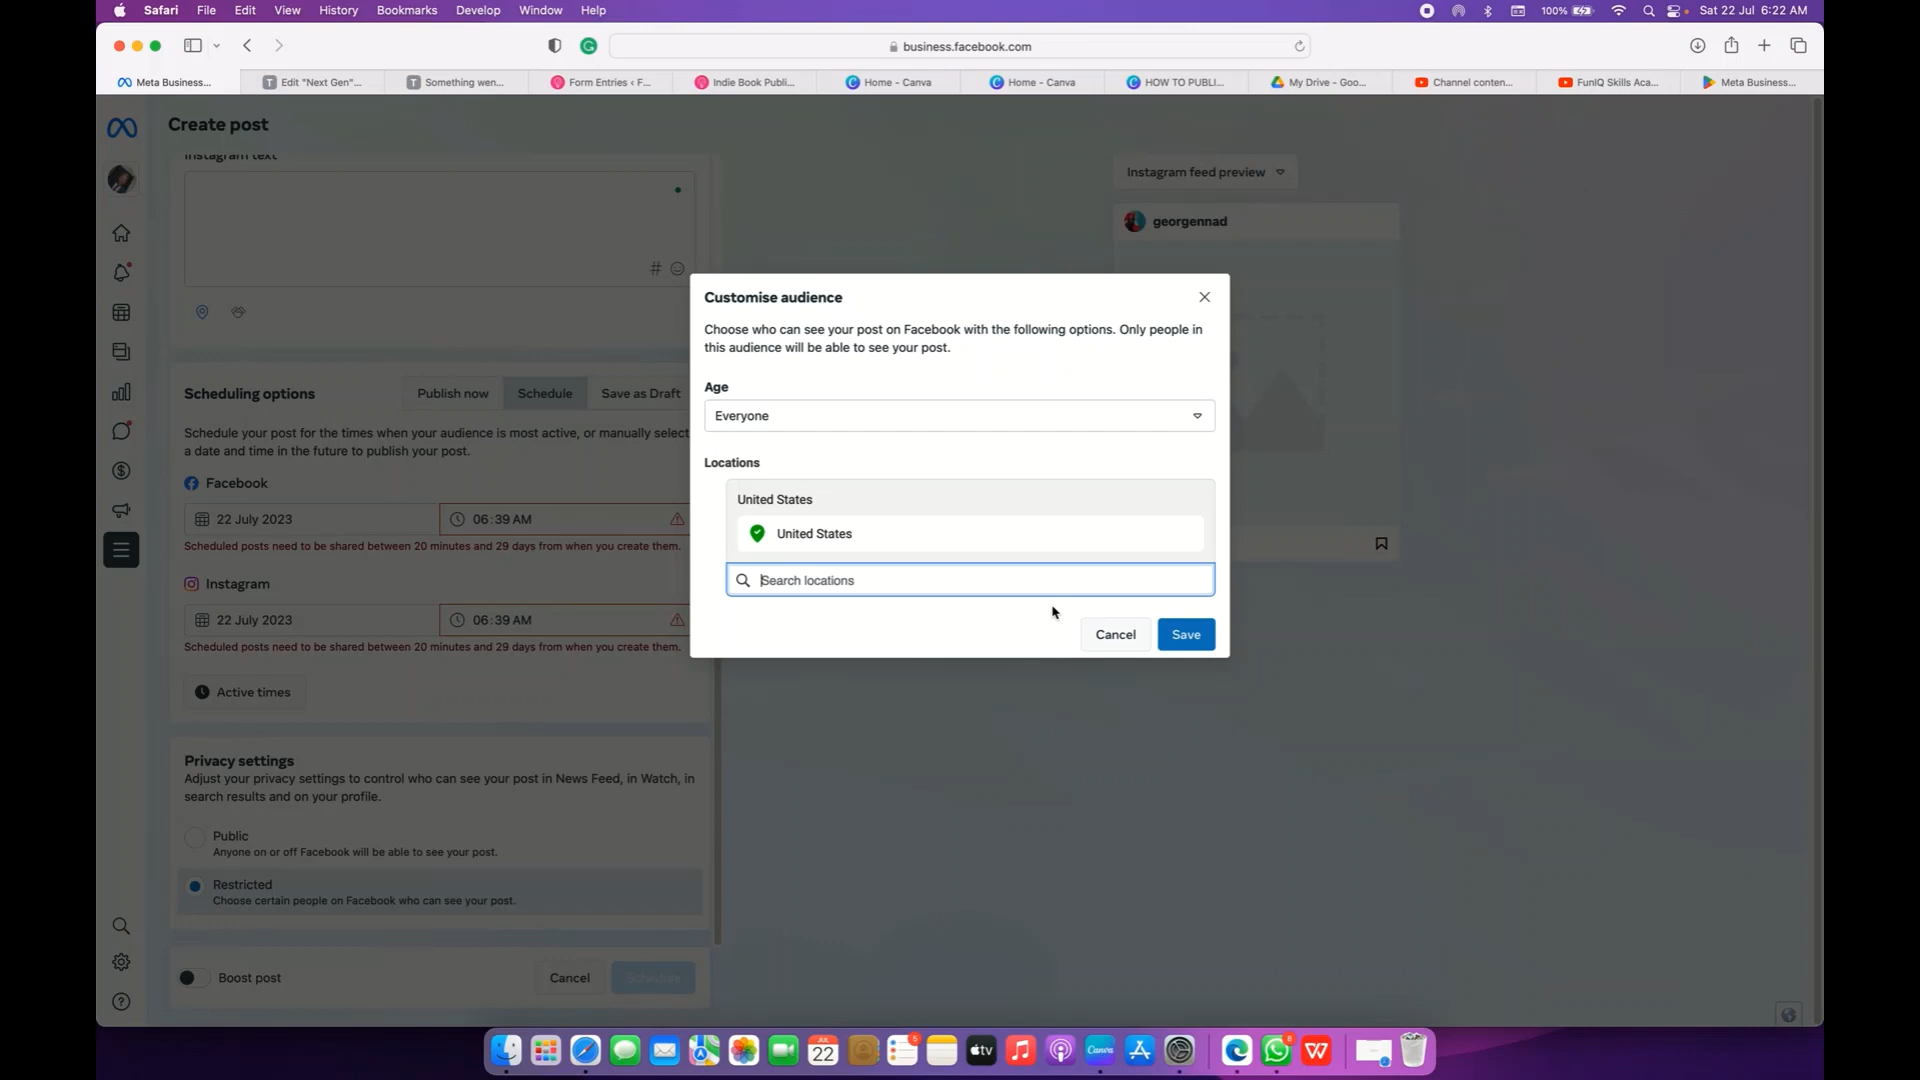 Safari File Edit View History Bookmarks Develop Window Help 100% Sat 22 Jul 6:22 AM
business.facebook.com
Meta Business... Edit "Next Gen"... Something wen... Form Entries ‹ F... Indie Book Publi... Home - Canva Home - Canva HOW TO PUBLI... My Drive - Goo... Channel conten... FunIQ Skills Aca... Meta Business...
Create post
Instagram text
Instagram feed preview
georgennad
Customise audience
Choose who can see your post on Facebook with the following options. Only people in
this audience will be able to see your post.
Age
Everyone
Locations
United States
United States
Search locations
Cancel Save
Scheduling options Publish now Schedule Save as Draft
Schedule your post for the times when your audience is most active, or manually select
a date and time in the future to publish your post.
Facebook
22 July 2023 06:39 AM
Scheduled posts need to be shared between 20 minutes and 29 days from when you create them.
Instagram
22 July 2023 06:39 AM
Scheduled posts need to be shared between 20 minutes and 29 days from when you create them.
Active times
Privacy settings
Adjust your privacy settings to control who can see your post in News Feed, in Watch, in
search results and on your profile.
Public
Anyone on or off Facebook will be able to see your post.
Restricted
Choose certain people on Facebook who can see your post.
Boost post Cancel Schedule
JUL
22
5
tv
Canva
8
W